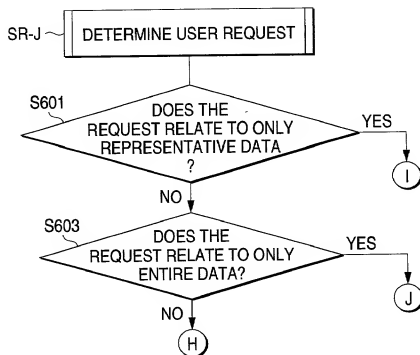 SR-J
DETERMINE USER REQUEST
S601
DOES THE
REQUEST RELATE TO ONLY
REPRESENTATIVE DATA
?
YES
I
NO
S603
DOES THE
REQUEST RELATE TO ONLY
ENTIRE DATA?
YES
J
NO
H